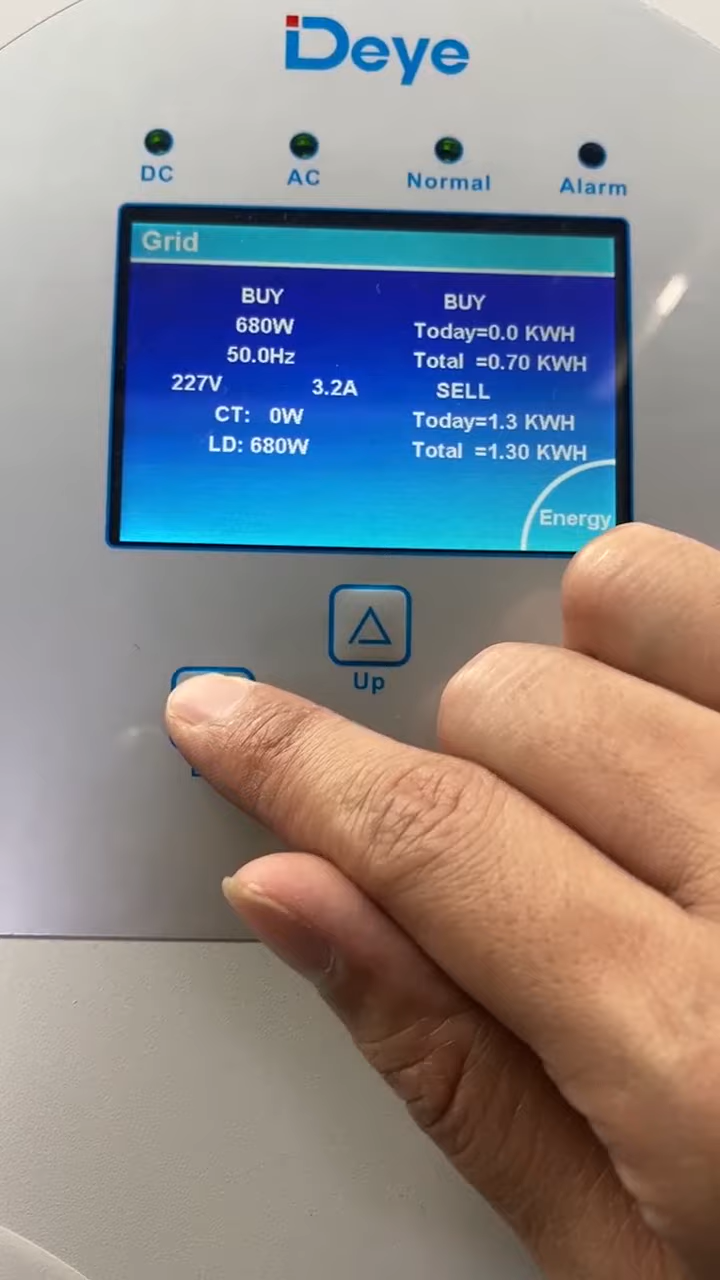 Deye
DC AC Normal Alarm
Grid
BUY
680W
50.0Hz
227V 3.2A
CT: 0W
LD: 680W
BUY
Today=0.0 KWH
Total =0.70 KWH
SELL
Today=1.3 KWH
Total =1.30 KWH
Energy
Up